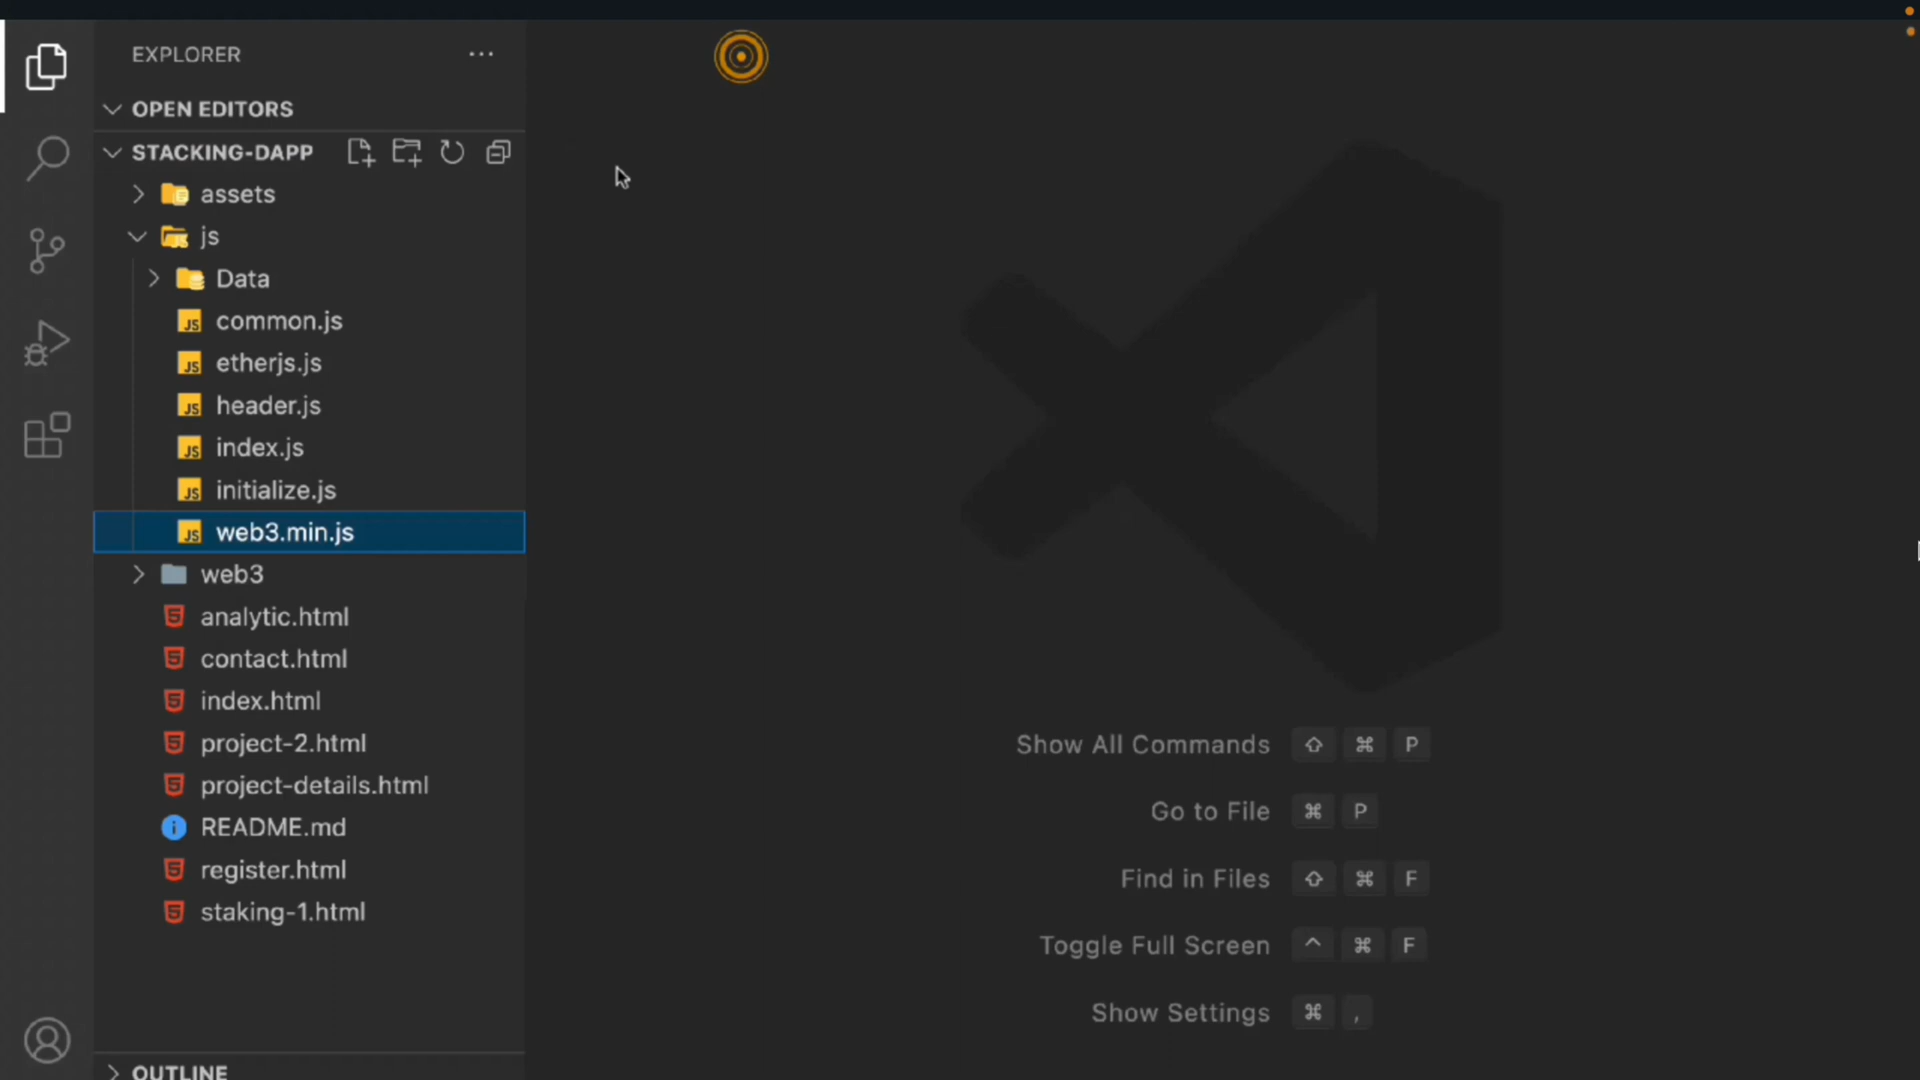 EXPLORER
OPEN EDITORS
STACKING-DAPP
assets
js
Data
common.js
etherjs.js
header.js
index.js
initialize.js
web3.min.js
web3
analytic.html
contact.html
index.html
project-2.html
project-details.html
README.md
register.html
staking-1.html
OUTLINE
Show All Commands ⇧ ⌘ P
Go to File ⌘ P
Find in Files ⇧ ⌘ F
Toggle Full Screen ^ ⌘ F
Show Settings ⌘ ,